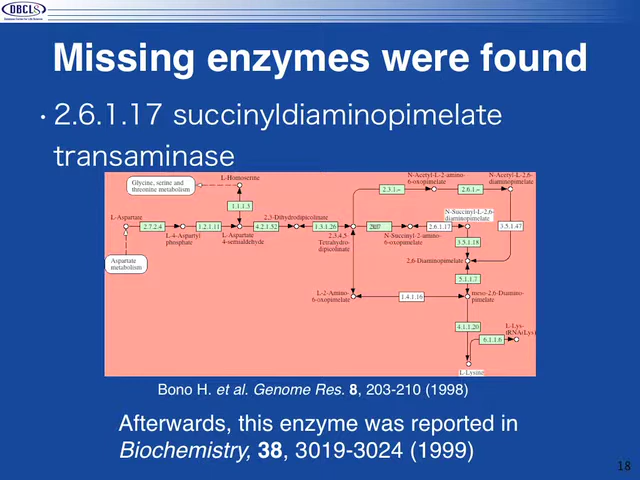 DBCLS
Missing enzymes were found
・2.6.1.17 succinyldiaminopimelate
transaminase
Glycine, serine and
threonine metabolism
L-Homoserine
N-Acetyl-L-2-amino-
6-oxopimelate
N-Acetyl-L-2,6-
diaminopimelate
2.3.1.-
2.6.1.-
1.1.1.3
L-Aspartate
2,3-Dihydrodipicolinate
N-Succinyl-L-2,6-
diaminopimelate
2.7.2.4
1.2.1.11
4.2.1.52
1.3.1.26
2.6.1.17
3.5.1.47
L-4-Aspartyl
phosphate
L-Aspartate
4-semialdehyde
2,3,4,5-
Tetrahydro-
dipicolinate
N-Succinyl-2-amino-
6-oxopimelate
3.5.1.18
Aspartate
metabolism
2,6-Diaminopimelate
5.1.1.7
L-2-Amino-
6-oxopimelate
1.4.1.16
meso-2,6-Diamino-
pimelate
4.1.1.20
L-Lys-
tRNA(Lys)
6.1.1.6
L-Lysine
Bono H. et al. Genome Res. 8, 203-210 (1998)
Afterwards, this enzyme was reported in
Biochemistry, 38, 3019-3024 (1999)
18